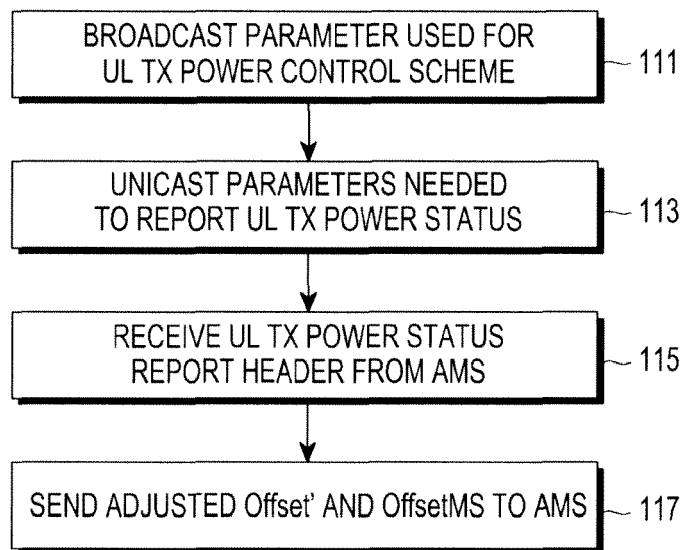 BROADCAST PARAMETER USED FOR
UL TX POWER CONTROL SCHEME
111
UNICAST PARAMETERS NEEDED
TO REPORT UL TX POWER STATUS
113
RECEIVE UL TX POWER STATUS
REPORT HEADER FROM AMS
115
SEND ADJUSTED Offset' AND OffsetMS TO AMS
117